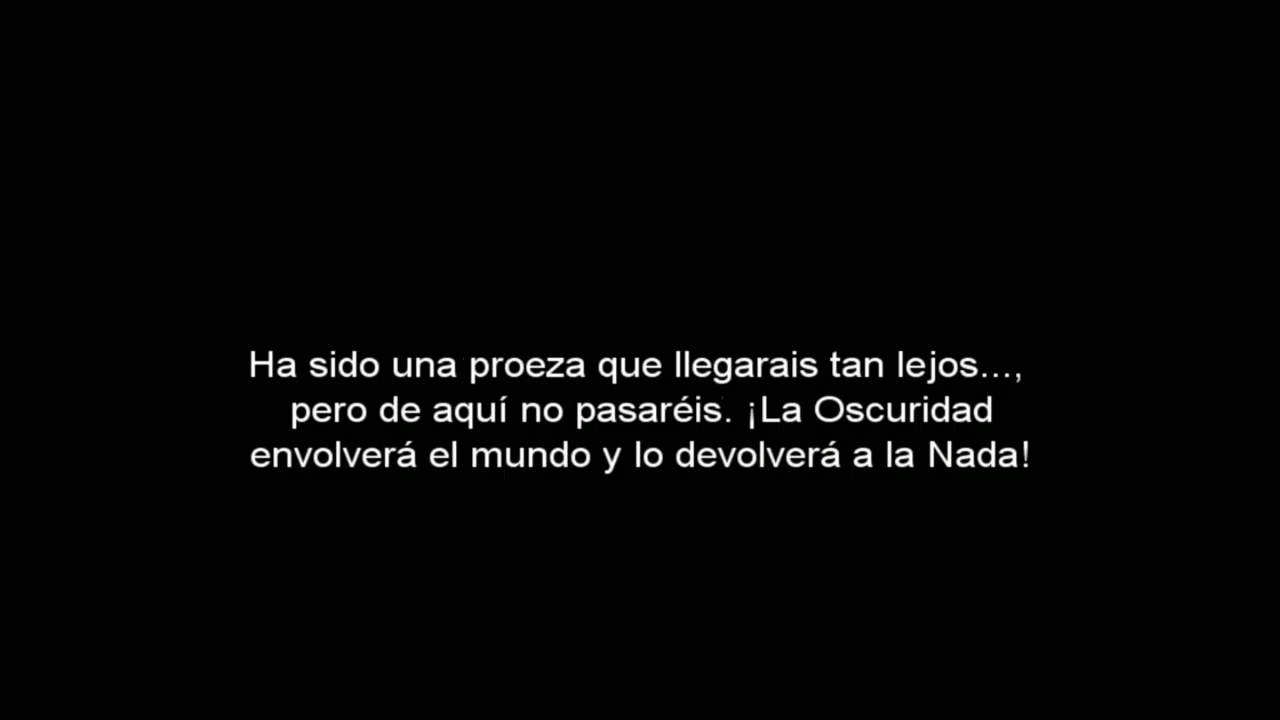 Ha sido una proeza que llegarais tan lejos...,
pero de aquí no pasaréis. ¡La Oscuridad
envolverá el mundo y lo devolverá a la Nada!